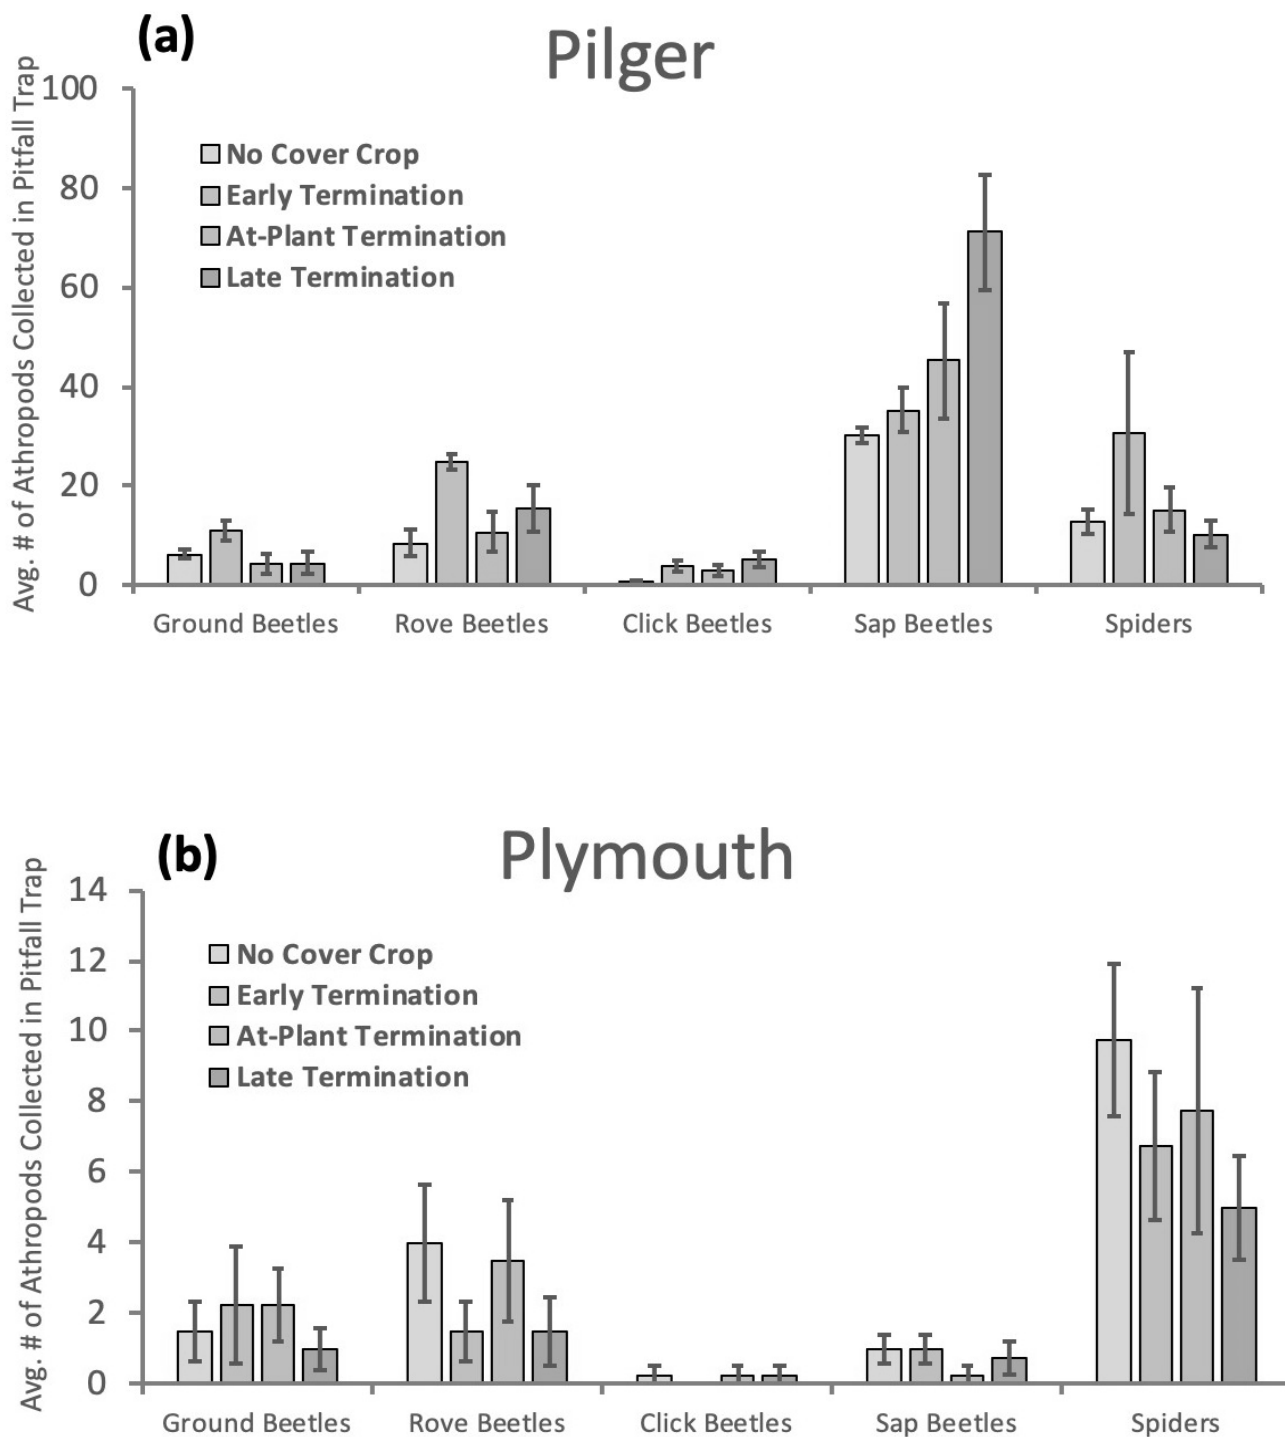 (a)
Pilger
Avg. # of Athropods Collected in Pitfall Trap
100
80
60
40
20
0
No Cover Crop
Early Termination
At-Plant Termination
Late Termination
Ground Beetles Rove Beetles Click Beetles Sap Beetles Spiders
(b)
Plymouth
Avg. # of Athropods Collected in Pitfall Trap
14
12
10
8
6
4
2
0
No Cover Crop
Early Termination
At-Plant Termination
Late Termination
Ground Beetles Rove Beetles Click Beetles Sap Beetles Spiders